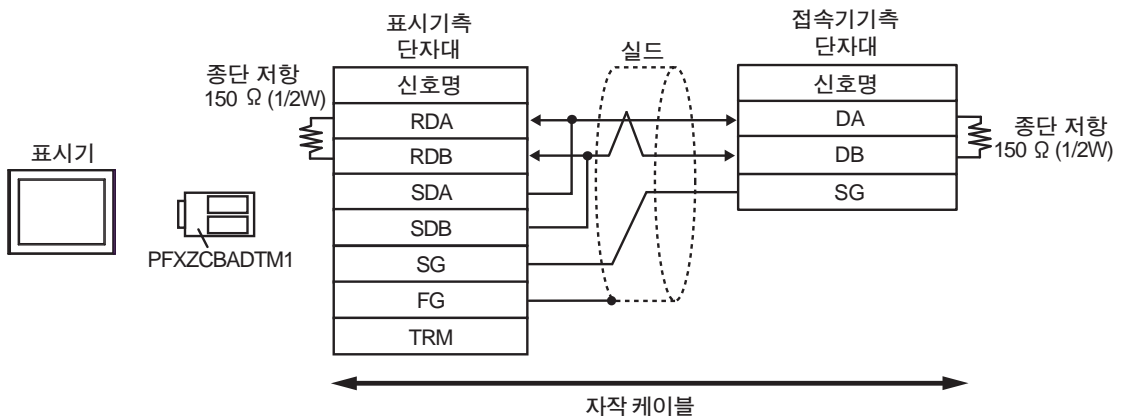 표시기측
단자대
접속기기측
단자대
실드
종단 저항
150 Ω (1/2W)
신호명
RDA
RDB
SDA
SDB
SG
FG
TRM
신호명
DA
DB
SG
종단 저항
150 Ω (1/2W)
표시기
PFXZCBADTM1
자작 케이블